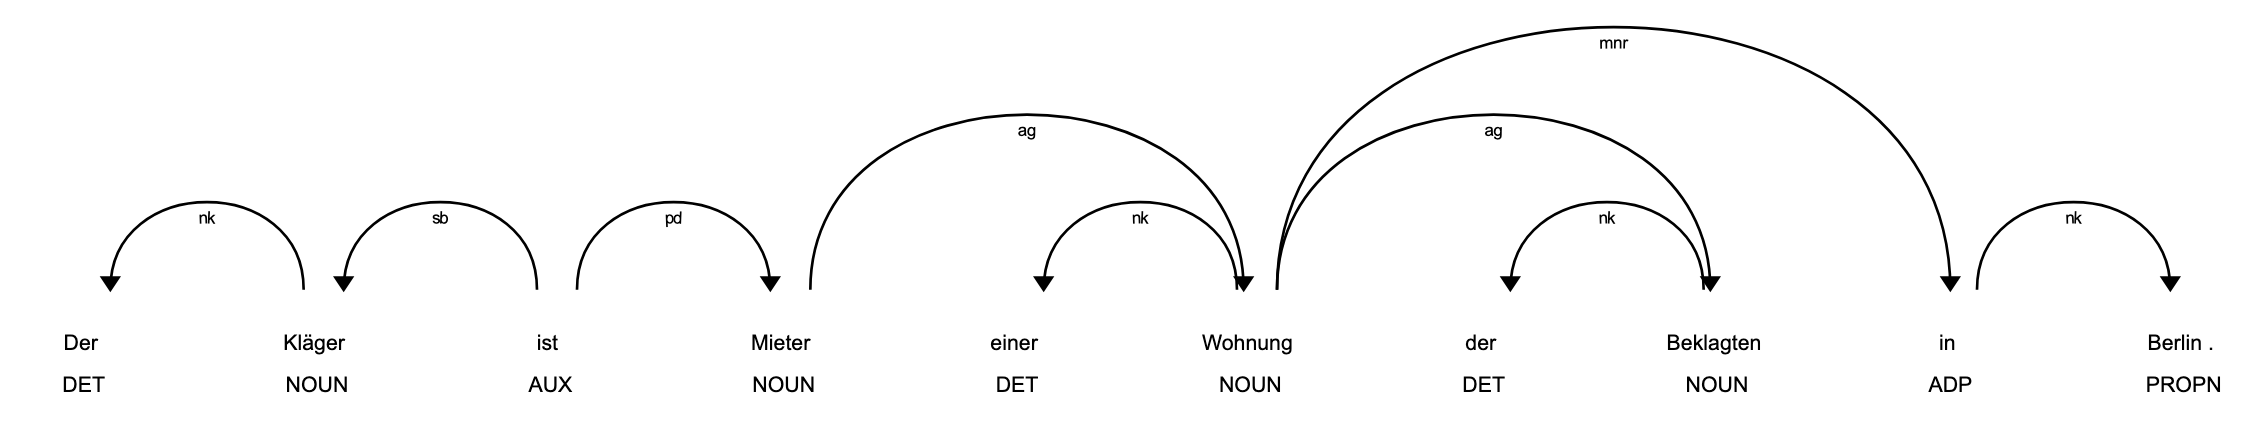 mnr
ag ag
nk sb pd nk nk nk
Der Kläger ist Mieter einer Wohnung der Beklagten in Berlin .
DET NOUN AUX NOUN DET NOUN DET NOUN ADP PROPN